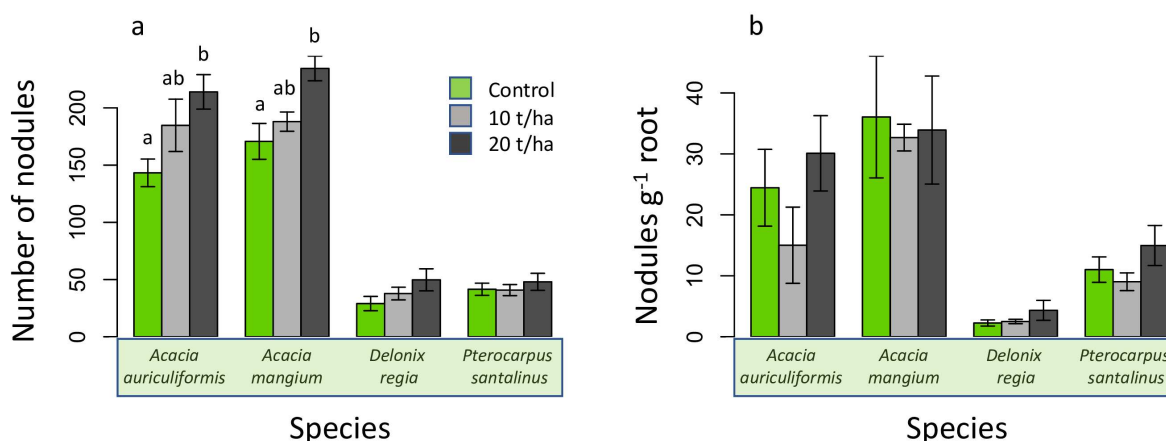 a
Number of nodules
0
50
100
150
200
a
ab
b
a
ab
b
Control
10 t/ha
20 t/ha
Acacia
auriculiformis
Acacia
mangium
Delonix
regia
Pterocarpus
santalinus
Species
b
Nodules g⁻¹ root
0
10
20
30
40
Acacia
auriculiformis
Acacia
mangium
Delonix
regia
Pterocarpus
santalinus
Species